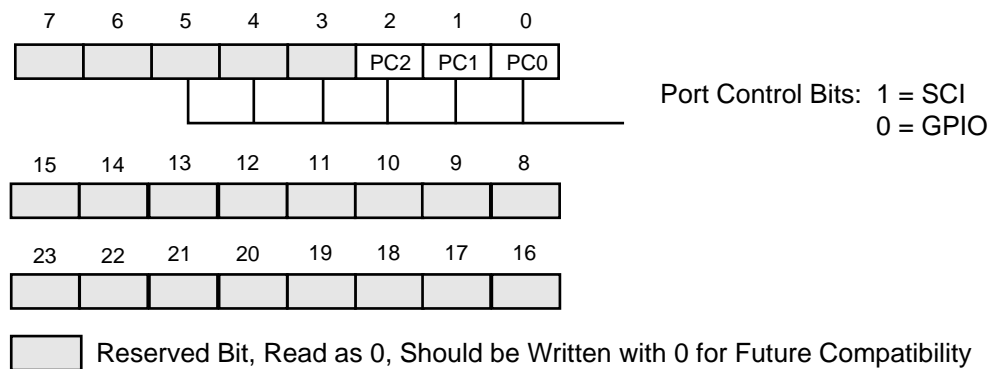 7 6 5 4 3 2 1 0
PC2 PC1 PC0
Port Control Bits: 1 = SCI
0 = GPIO
15 14 13 12 11 10 9 8
23 22 21 20 19 18 17 16
Reserved Bit, Read as 0, Should be Written with 0 for Future Compatibility